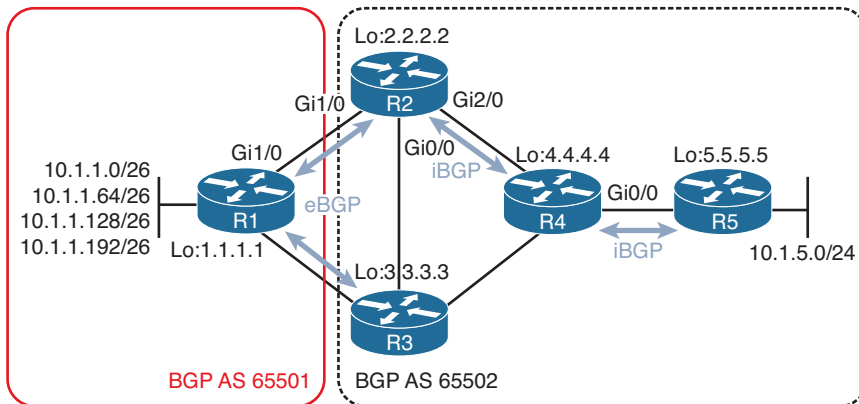 Lo:2.2.2.2
R2
Gi1/0
Gi2/0
Gi0/0
Gi1/0
iBGP
Lo:4.4.4.4
Lo:5.5.5.5
10.1.1.0/26
10.1.1.64/26
10.1.1.128/26
10.1.1.192/26
R1
eBGP
R4
Gi0/0
R5
Lo:1.1.1.1
iBGP
10.1.5.0/24
Lo:3.3.3.3
R3
BGP AS 65501
BGP AS 65502